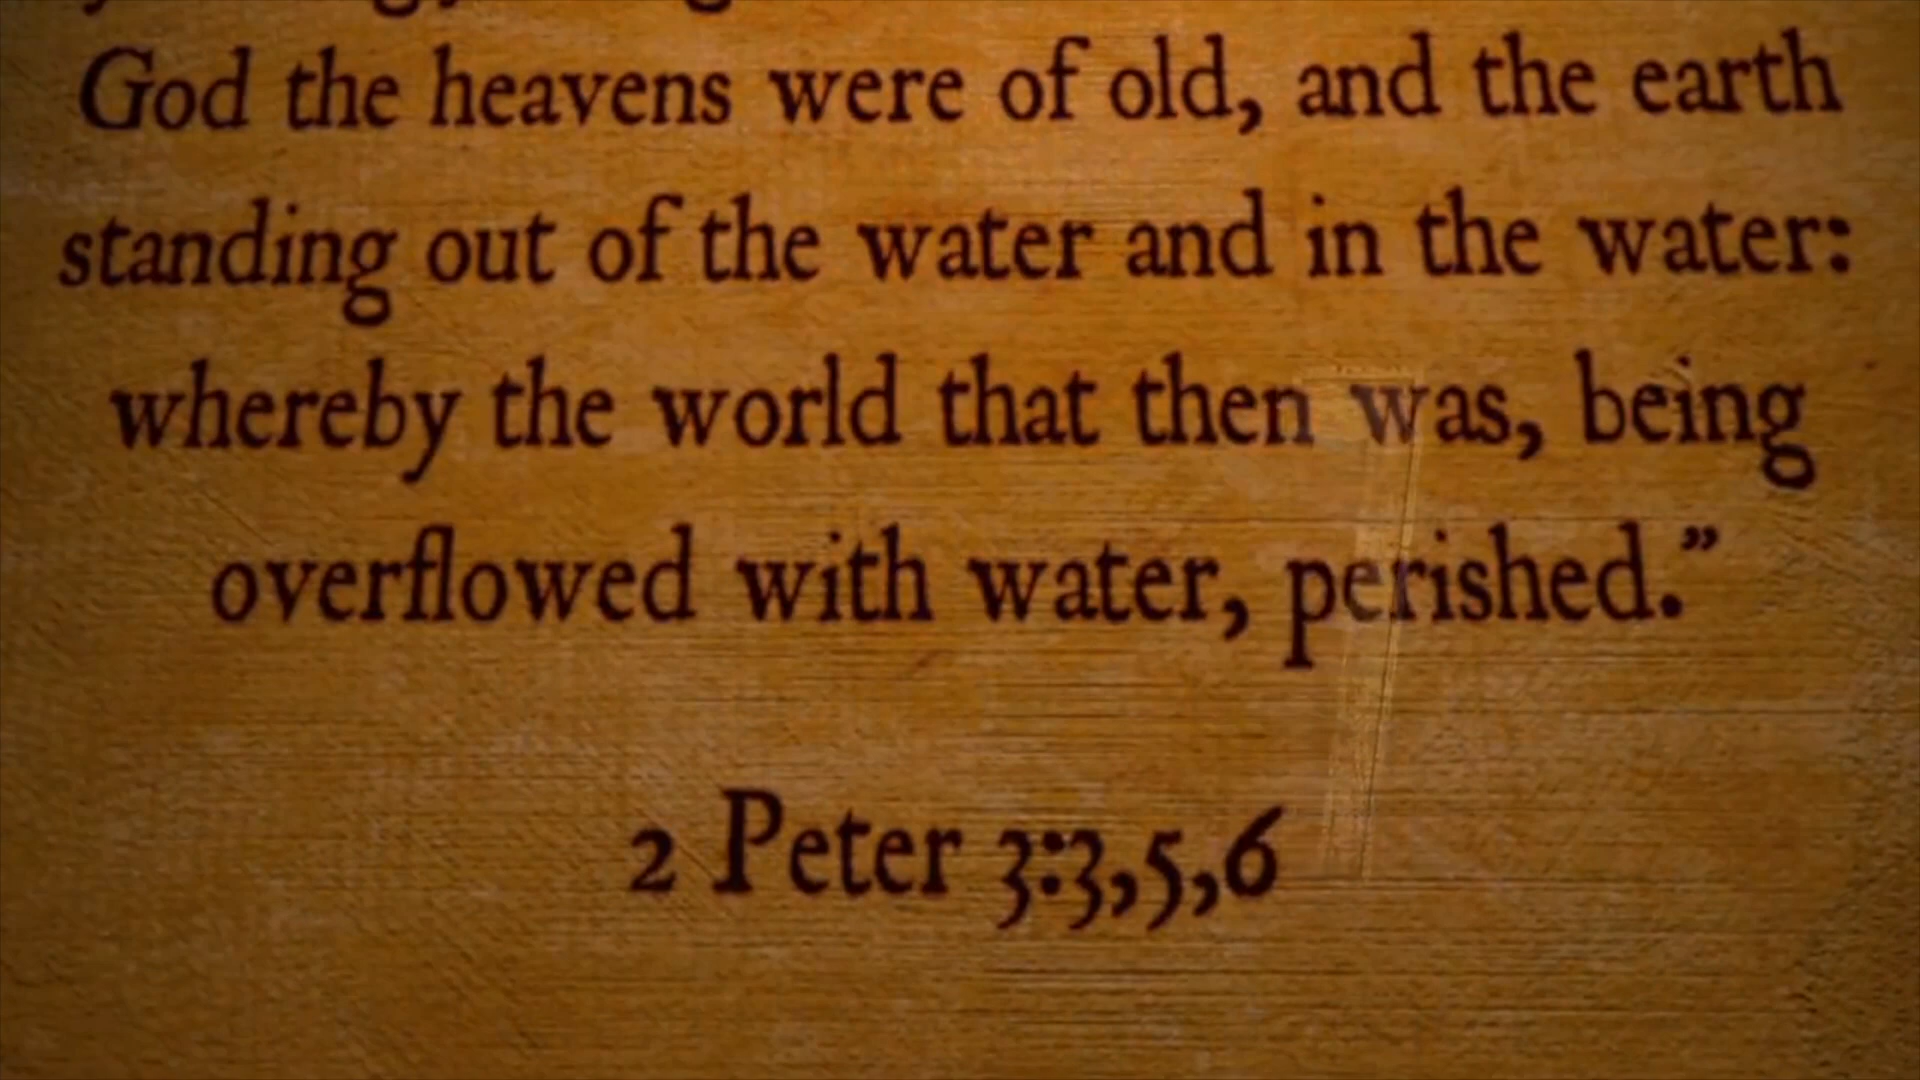 God the heavens were of old, and the earth
standing out of the water and in the water:
whereby the world that then was, being
overflowed with water, perished.”
2 Peter 3:3,5,6